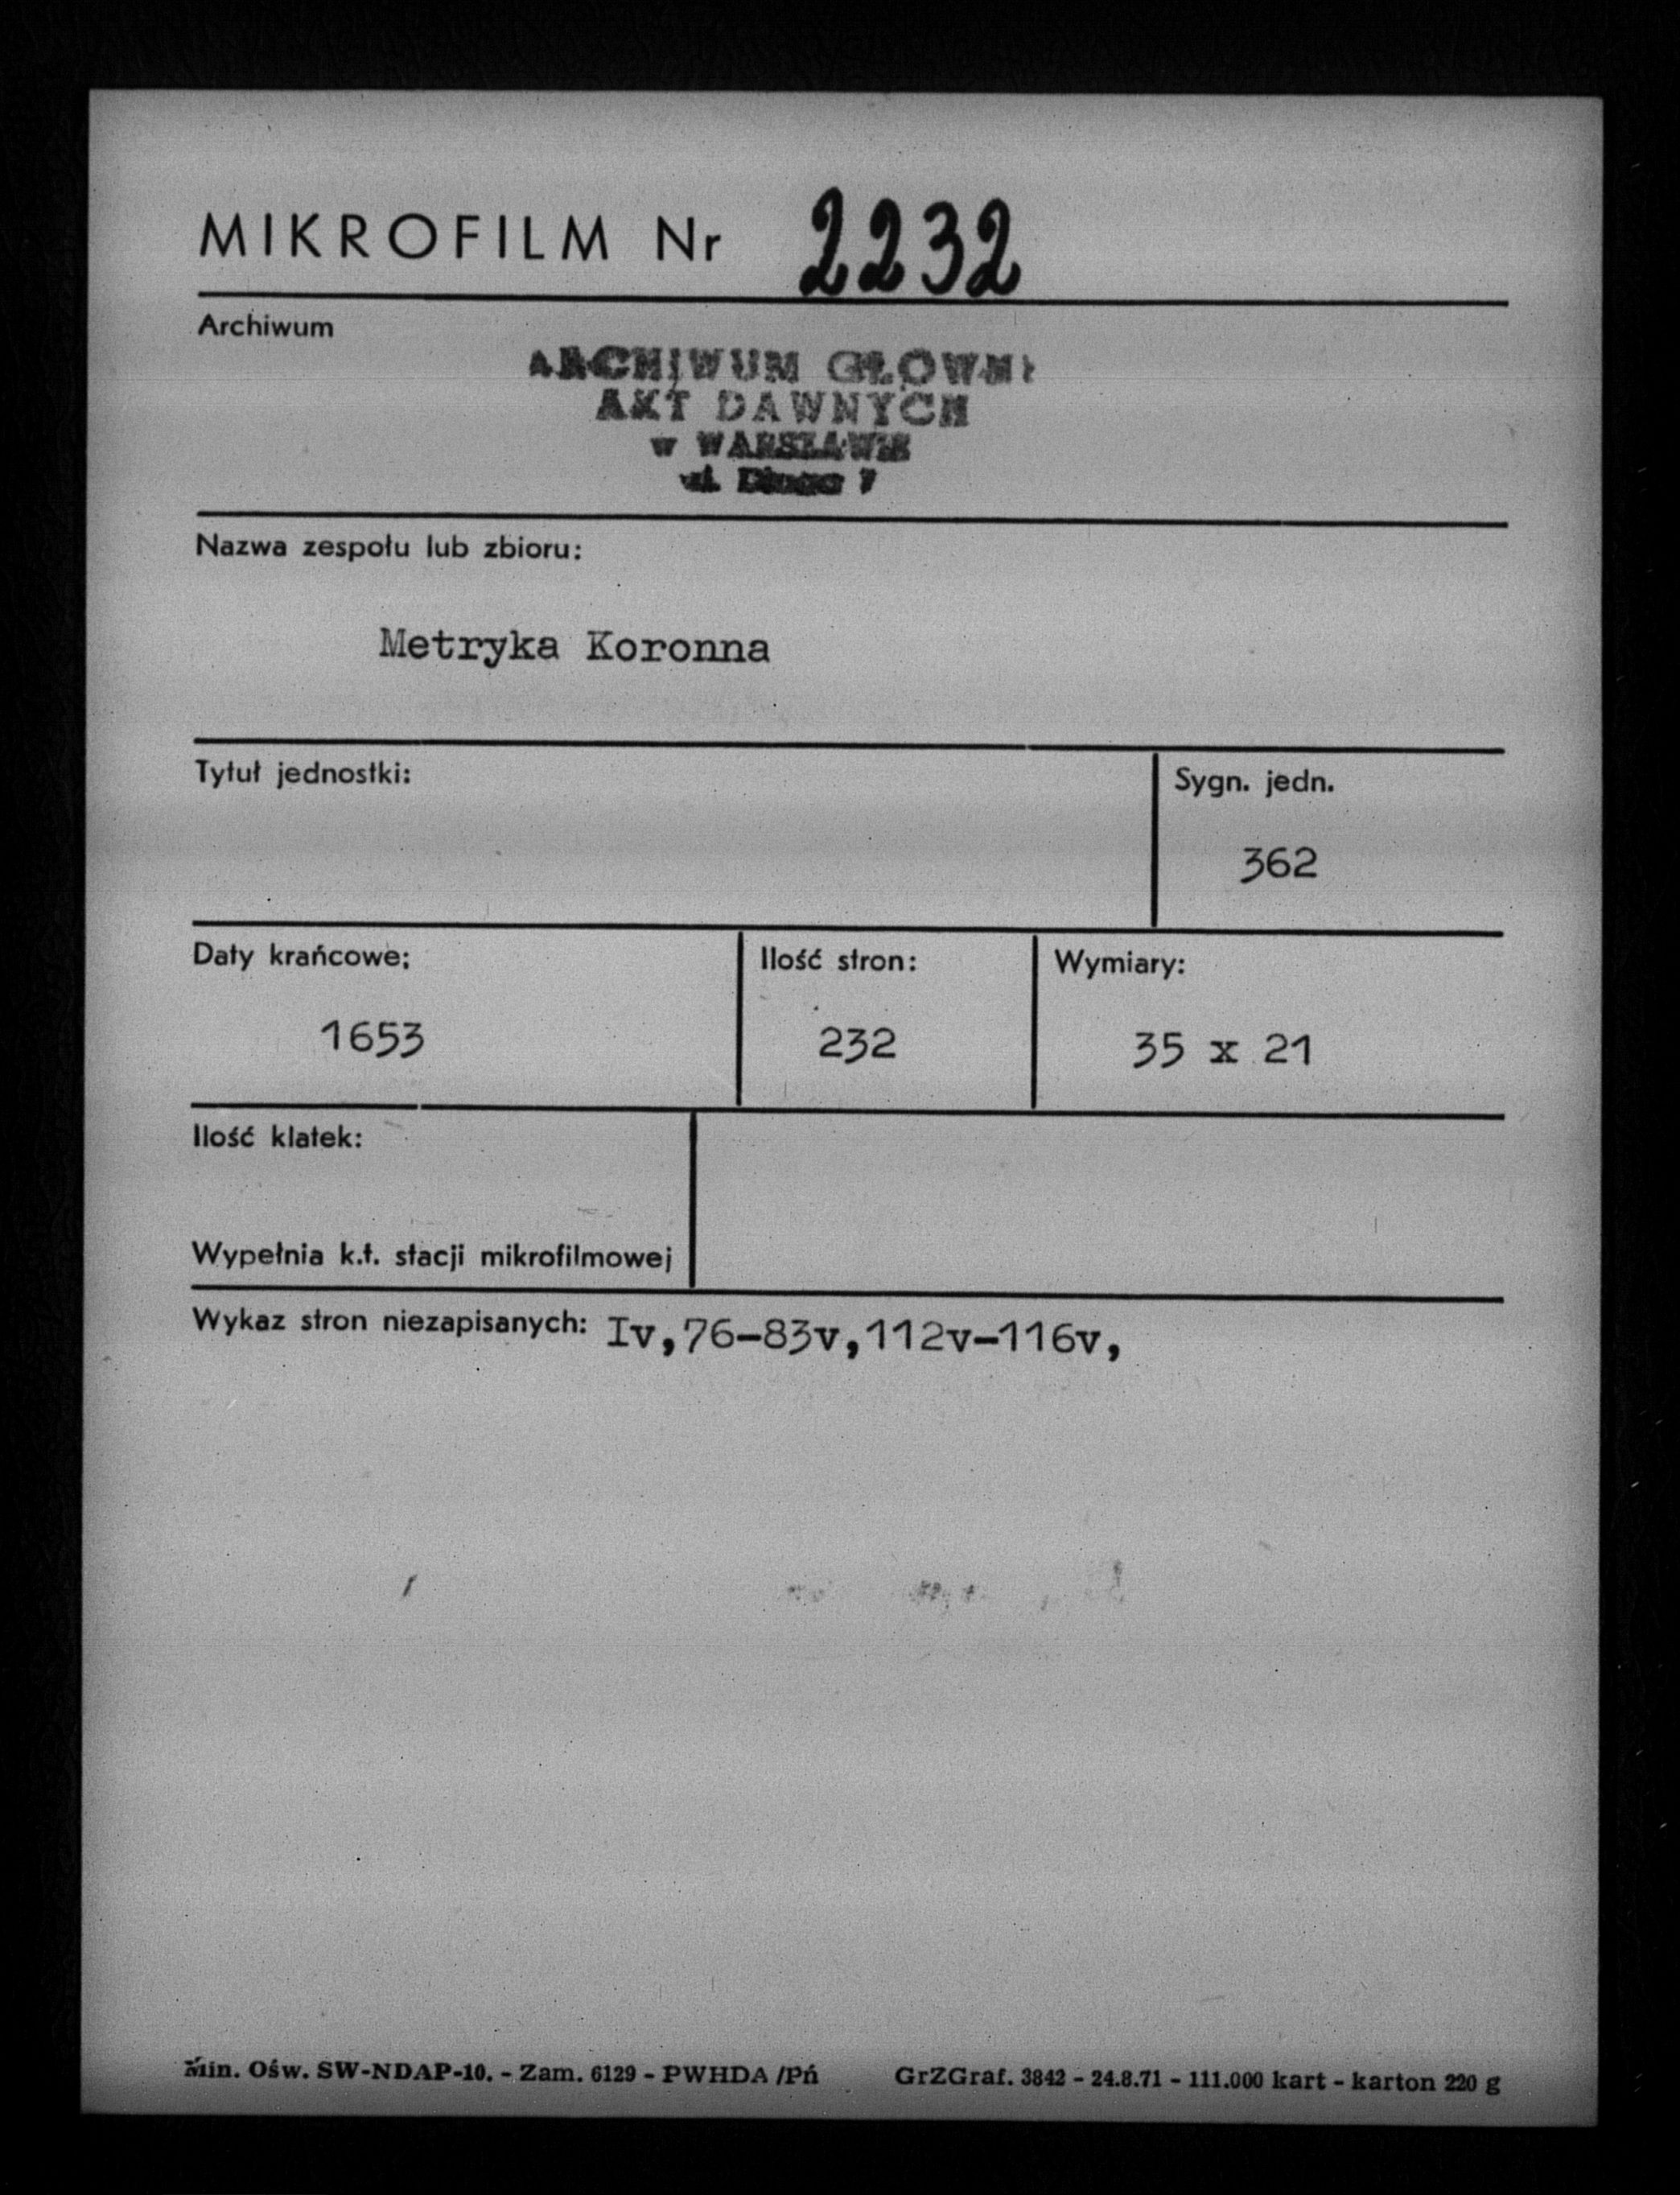 MIKROFILM Nr 2232
Archiwum
ARCHIWUM GŁÓWNE
AKT DAWNYCH
w WARSZAWIE
ul. Długa 7
Nazwa zespołu lub zbioru:
Metryka Koronna
Tytuł jednostki:
Sygn. jedn.
362
Daty krańcowe:
Ilość stron:
Wymiary:
1653
232
35 x 21
Ilość klatek:
Wypełnia k.t. stacji mikrofilmowej
Wykaz stron niezapisanych: Iv,76-83v,112v-116v,
Min. Ośw. SW-NDAP-10. - Zam. 6129 - PWHDA /Pń GrZGraf. 3842 - 24.8.71 - 111.000 kart - karton 220 g